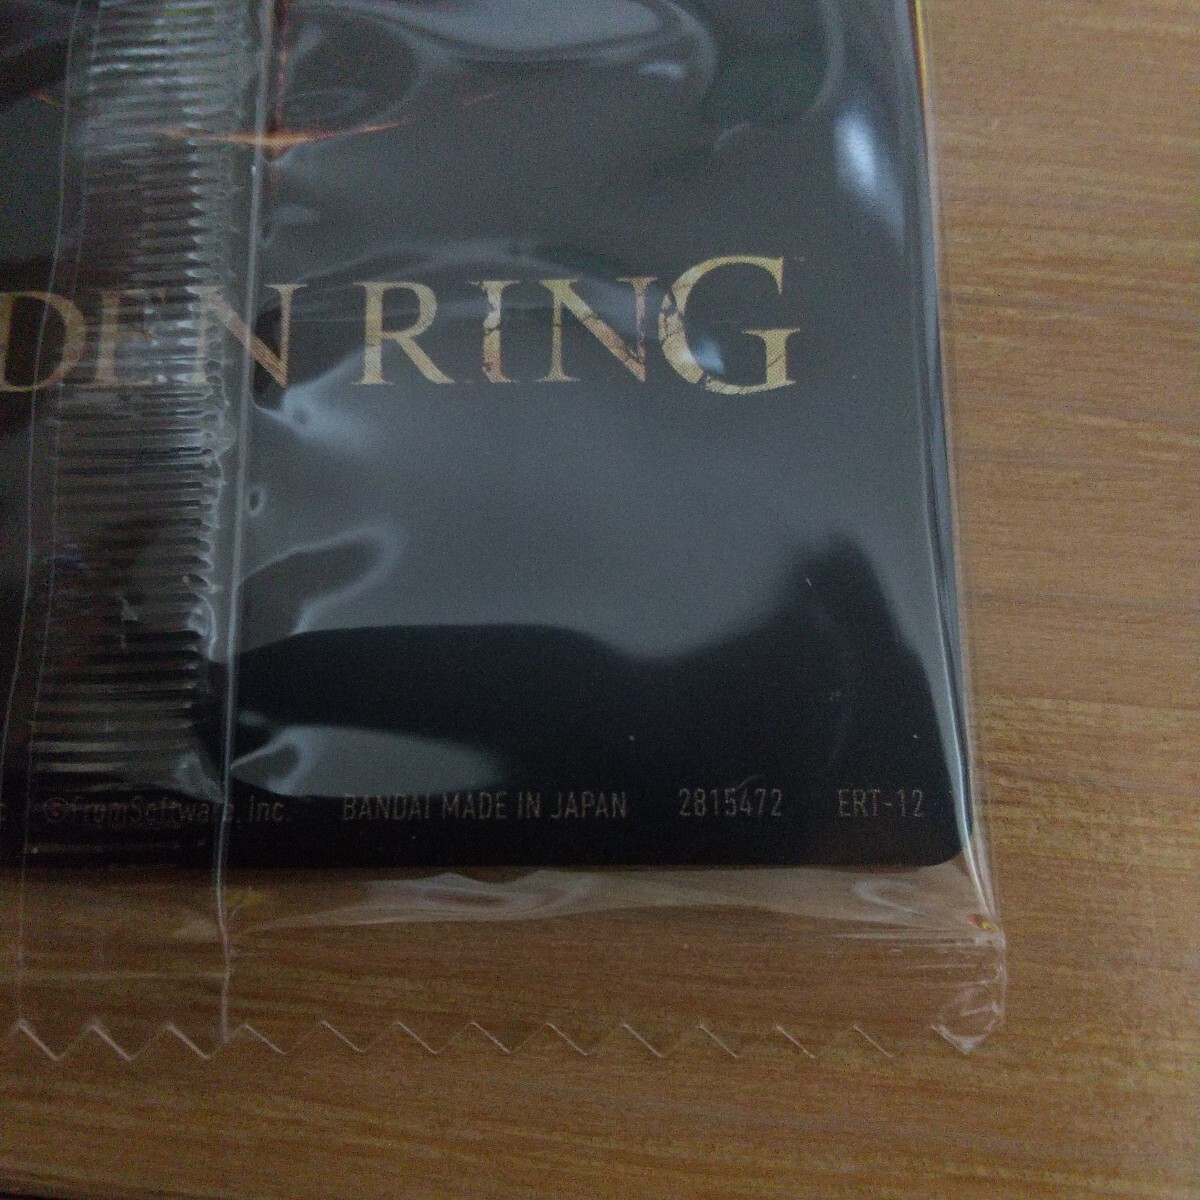 DEN RING
c. ©FromSoftware, Inc. BANDAI MADE IN JAPAN 2815472 ERT-12